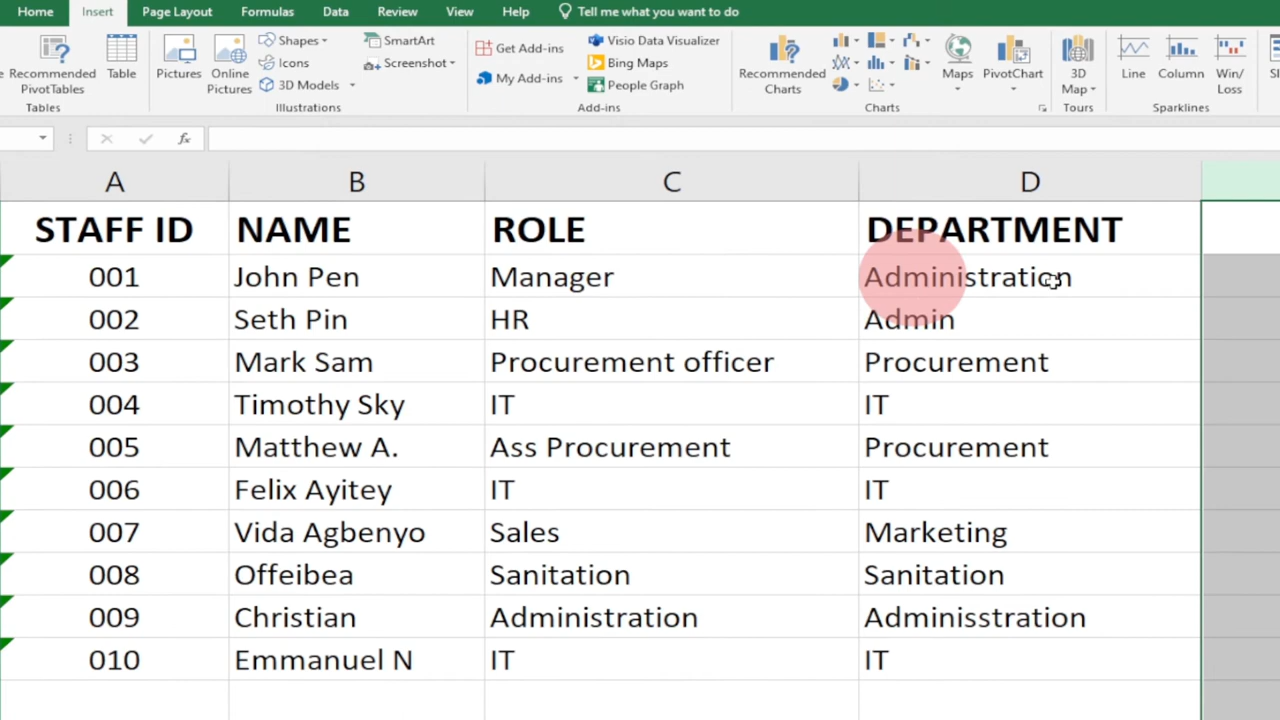 Home Insert Page Layout Formulas Data Review View Help Tell me what you want to do
Recommended PivotTables
Table
Tables
Pictures
Online Pictures
Shapes
Icons
3D Models
SmartArt
Screenshot
Illustrations
Get Add-ins
My Add-ins
Visio Data Visualizer
Bing Maps
People Graph
Add-ins
Recommended Charts
Maps
PivotChart
Charts
3D Map
Tours
Line
Column
Win/Loss
Sparklines
fx
A B C D
STAFF ID NAME ROLE DEPARTMENT
001 John Pen Manager Administration
002 Seth Pin HR Admin
003 Mark Sam Procurement officer Procurement
004 Timothy Sky IT IT
005 Matthew A. Ass Procurement Procurement
006 Felix Ayitey IT IT
007 Vida Agbenyo Sales Marketing
008 Offeibea Sanitation Sanitation
009 Christian Administration Adminisstration
010 Emmanuel N IT IT